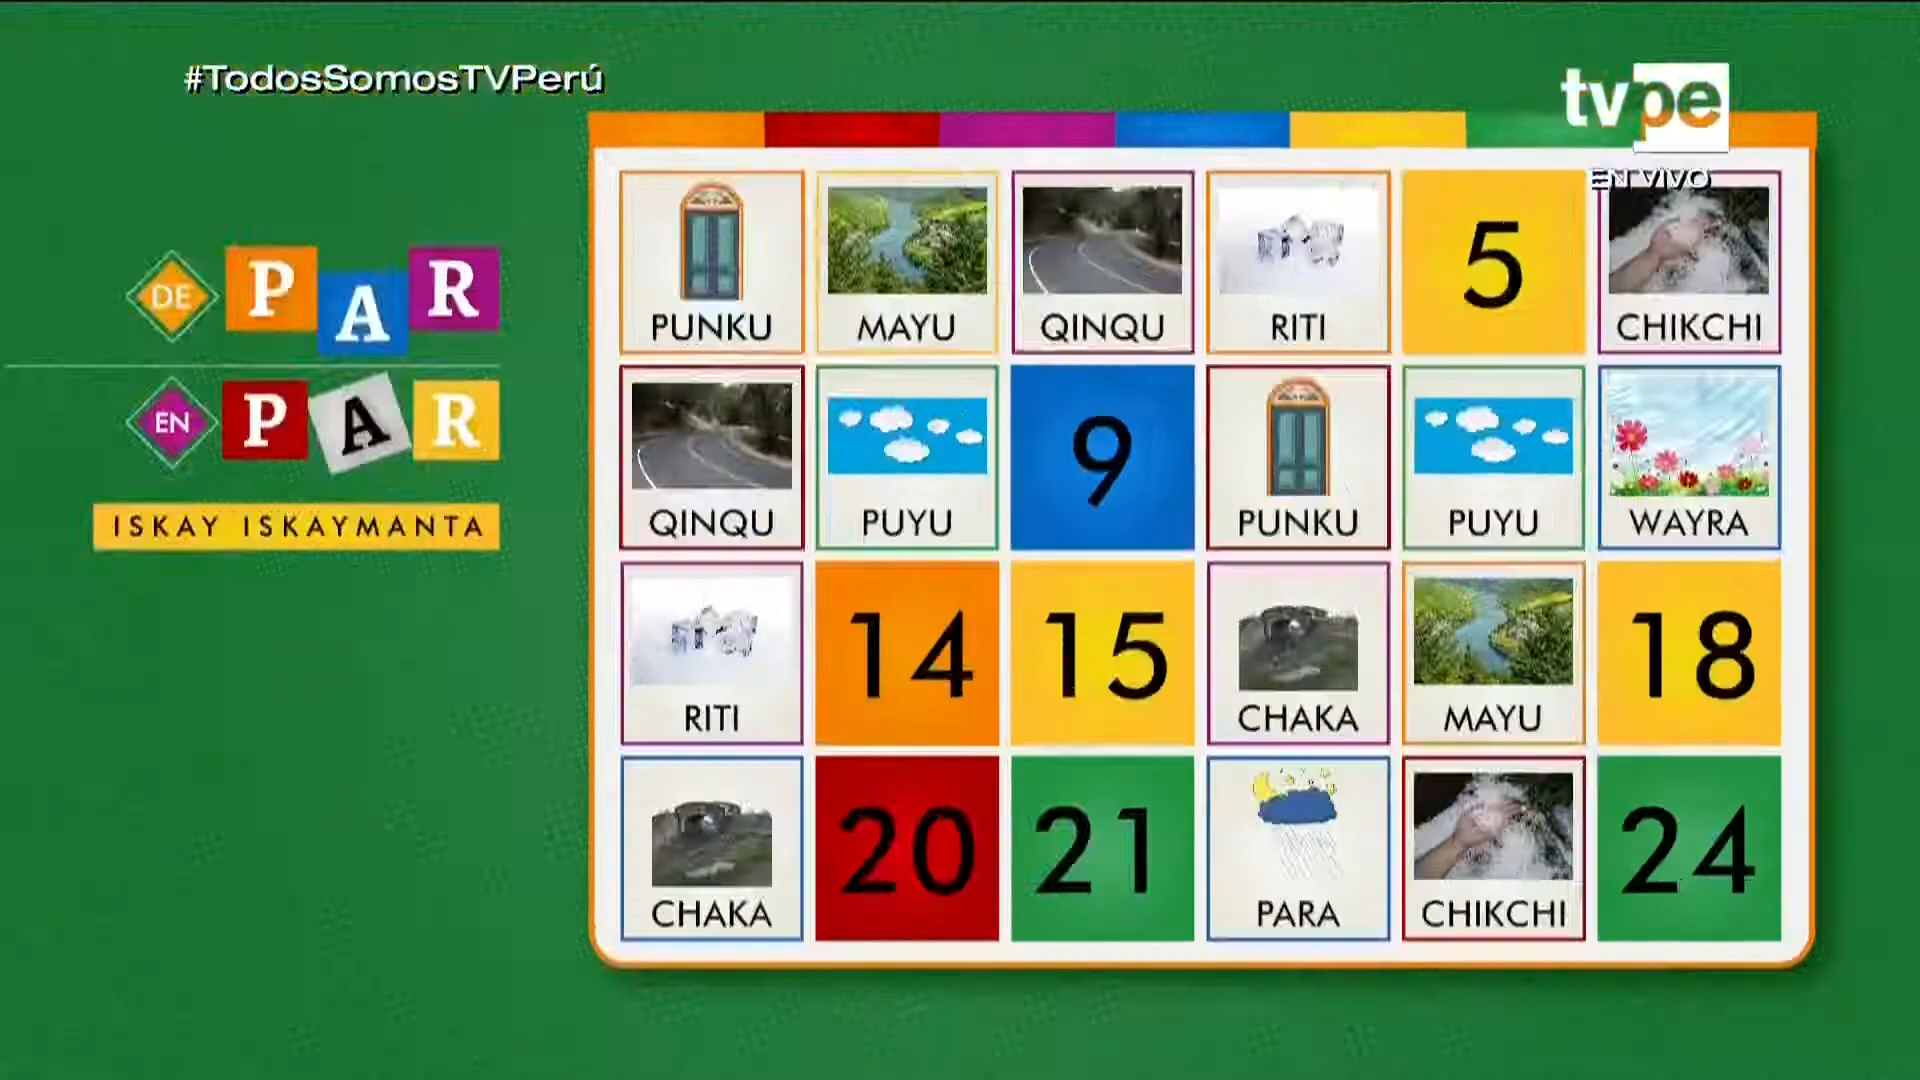 #TodosSomosTVPerú
tvpe
EN VIVO
DE PAR
EN PAR
ISKAY ISKAYMANTA
PUNKU MAYU QINQU RITI 5 CHIKCHI
QINQU PUYU 9 PUNKU PUYU WAYRA
RITI 14 15 CHAKA MAYU 18
CHAKA 20 21 PARA CHIKCHI 24